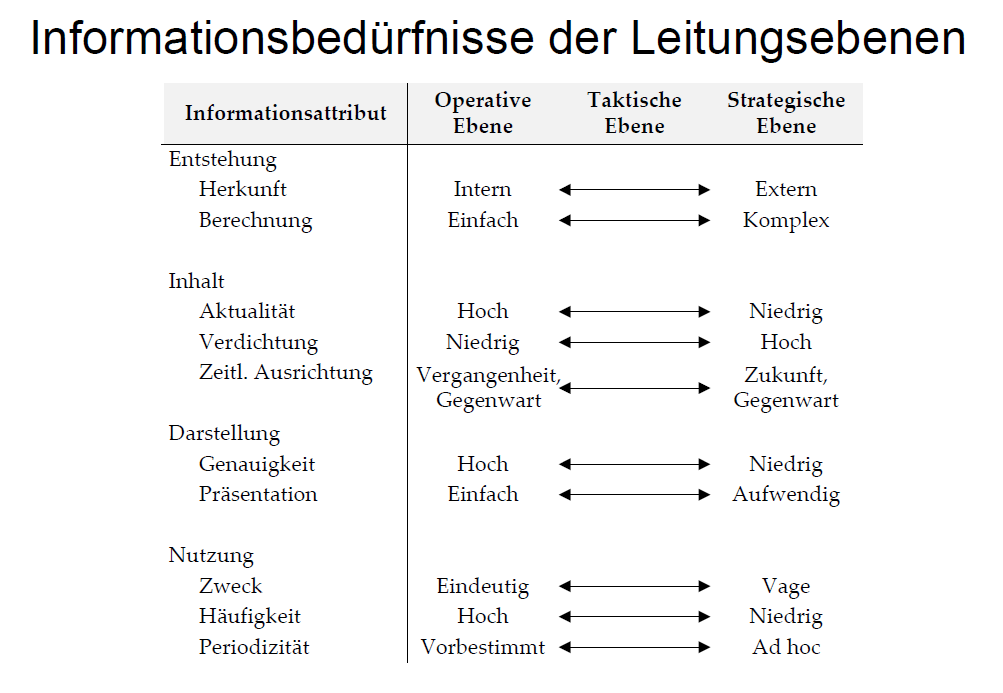 Informationsbedürfnisse der Leitungsebenen
Informationsattribut Operative Ebene Taktische Ebene Strategische Ebene
Entstehung
Herkunft Intern Extern
Berechnung Einfach Komplex
Inhalt
Aktualität Hoch Niedrig
Verdichtung Niedrig Hoch
Zeitl. Ausrichtung Vergangenheit, Gegenwart Zukunft, Gegenwart
Darstellung
Genauigkeit Hoch Niedrig
Präsentation Einfach Aufwendig
Nutzung
Zweck Eindeutig Vage
Häufigkeit Hoch Niedrig
Periodizität Vorbestimmt Ad hoc